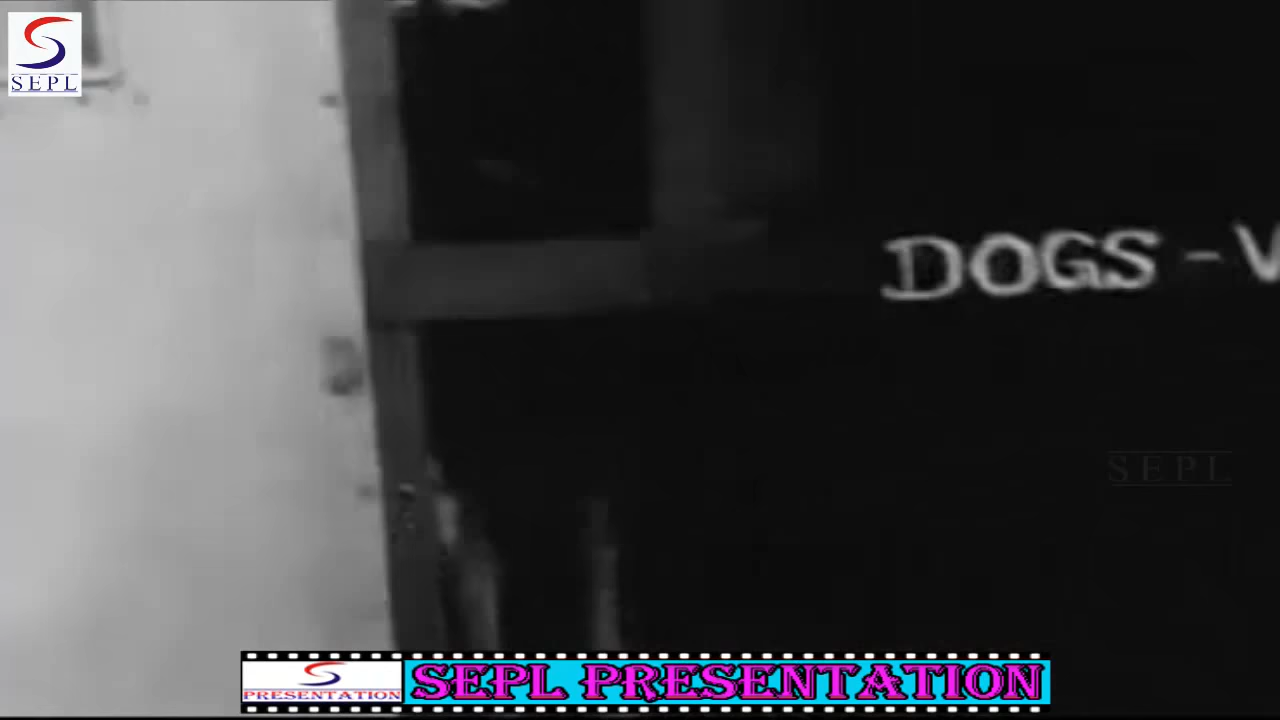 SEPL
DOGS - V
SEPL
PRESENTATION
SEPL PRESENTATION